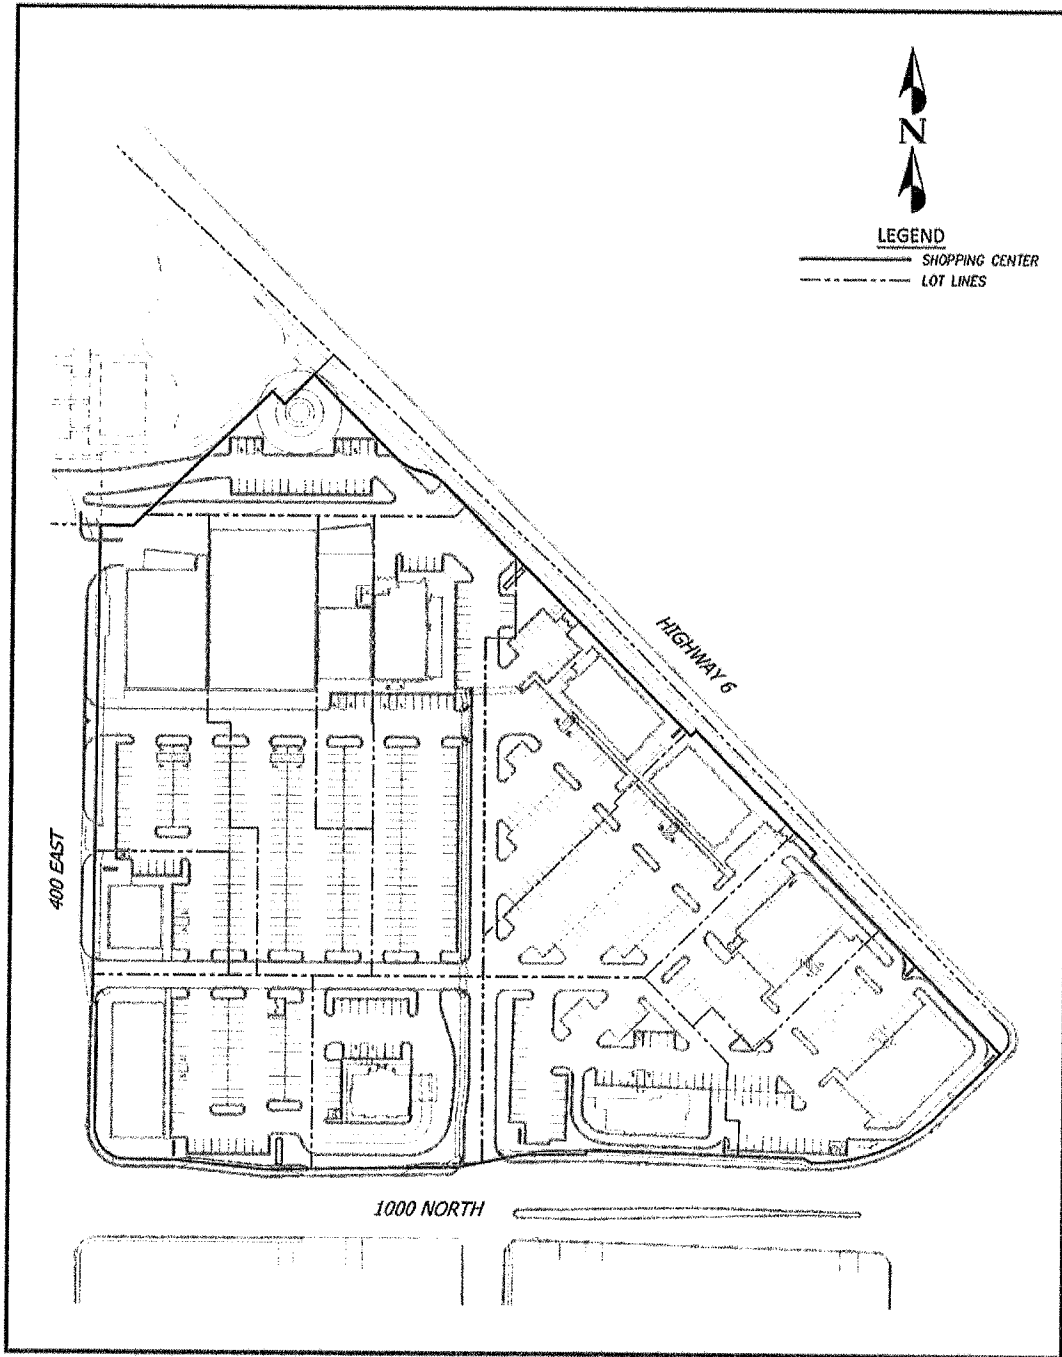 N
LEGEND
SHOPPING CENTER
LOT LINES
HIGHWAY 6
400 EAST
1000 NORTH